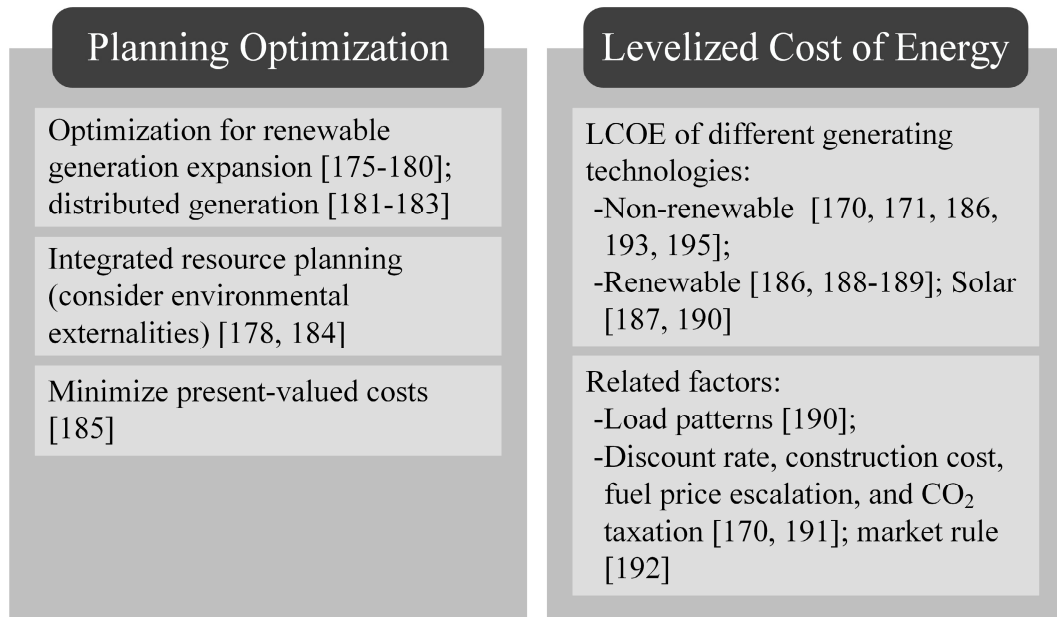 Planning Optimization
Optimization for renewable
generation expansion [175-180];
distributed generation [181-183]
Integrated resource planning
(consider environmental
externalities) [178, 184]
Minimize present-valued costs
[185]
Levelized Cost of Energy
LCOE of different generating
technologies:
-Non-renewable [170, 171, 186,
193, 195];
-Renewable [186, 188-189]; Solar
[187, 190]
Related factors:
-Load patterns [190];
-Discount rate, construction cost,
fuel price escalation, and CO₂
taxation [170, 191]; market rule
[192]